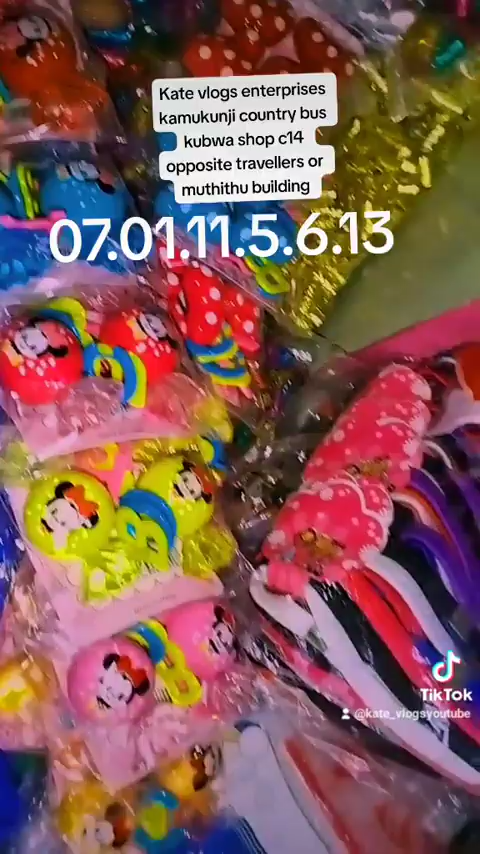 Kate vlogs enterprises
kamukunji country bus
kubwa shop c14
opposite travellers or
muthithu building
07.01.11.5.6.13
TikTok
@kate_vlogsyoutube